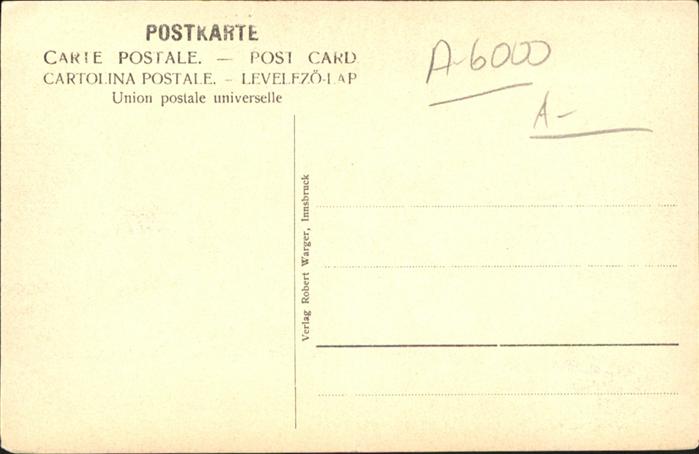 POSTKARTE
CARTE POSTALE. — POST CARD
CARTOLINA POSTALE. – LEVELEZŐ-LAP
Union postale universelle
A-6000
A-
Verlag Robert Warger, Innsbruck